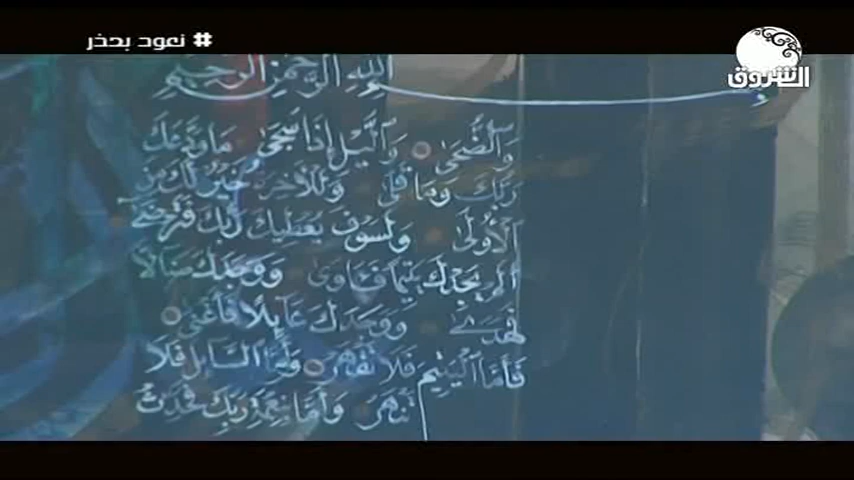 # نعود بحذر
الشروق
الله الرحمن الرحيم
والضحى والليل إذا سجى ما ودعك
ربك وما قلى وللآخرة خير لك من
الأولى ولسوف يعطيك ربك فترضى
ألم يجدك يتيما فآوى ووجدك ضالا
فهدى ووجدك عائلا فأغنى
فأما اليتيم فلا تقهر وأما السائل فلا
تنهر وأما بنعمة ربك فحدث